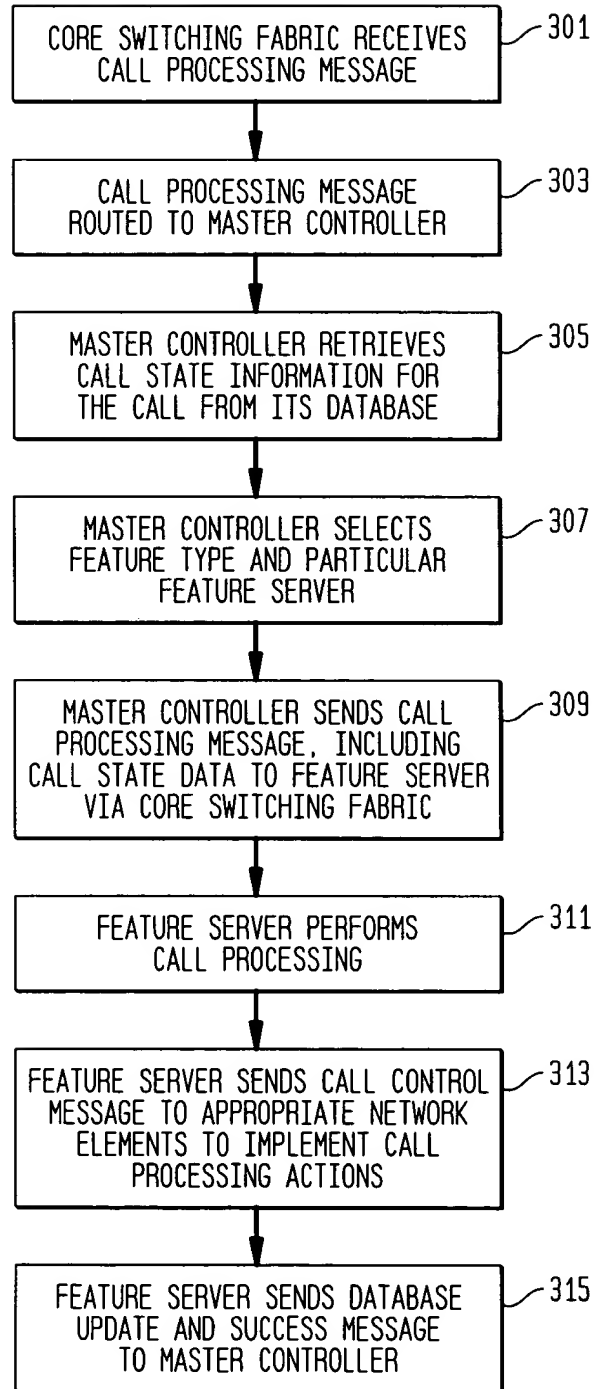 CORE SWITCHING FABRIC RECEIVES
CALL PROCESSING MESSAGE
301
CALL PROCESSING MESSAGE
ROUTED TO MASTER CONTROLLER
303
MASTER CONTROLLER RETRIEVES
CALL STATE INFORMATION FOR
THE CALL FROM ITS DATABASE
305
MASTER CONTROLLER SELECTS
FEATURE TYPE AND PARTICULAR
FEATURE SERVER
307
MASTER CONTROLLER SENDS CALL
PROCESSING MESSAGE, INCLUDING
CALL STATE DATA TO FEATURE SERVER
VIA CORE SWITCHING FABRIC
309
FEATURE SERVER PERFORMS
CALL PROCESSING
311
FEATURE SERVER SENDS CALL CONTROL
MESSAGE TO APPROPRIATE NETWORK
ELEMENTS TO IMPLEMENT CALL
PROCESSING ACTIONS
313
FEATURE SERVER SENDS DATABASE
UPDATE AND SUCCESS MESSAGE
TO MASTER CONTROLLER
315